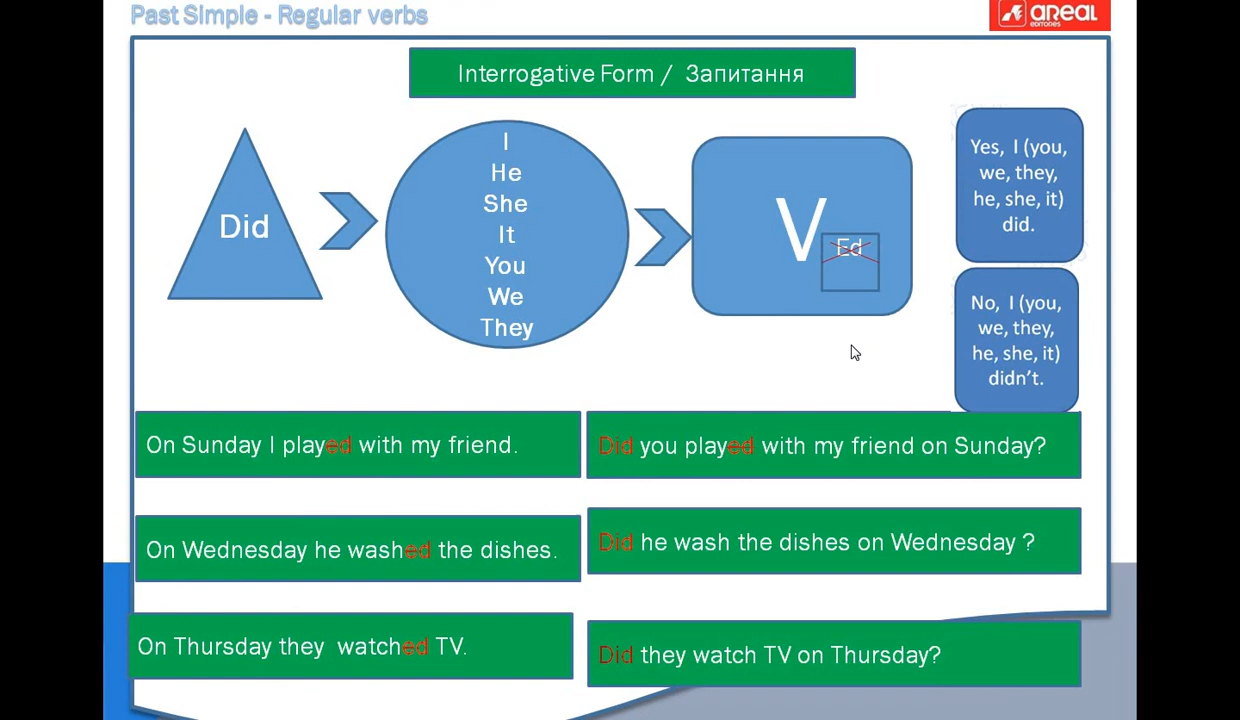 Past Simple - Regular verbs
areal
EDITORES
Interrogative Form / Запитання
Did
I
He
She
It
You
We
They
V
Ed
Yes, I (you,
we, they,
he, she, it)
did.
No, I (you,
we, they,
he, she, it)
didn't.
On Sunday I played with my friend.
Did you played with my friend on Sunday?
On Wednesday he washed the dishes.
Did he wash the dishes on Wednesday ?
On Thursday they watched TV.
Did they watch TV on Thursday?